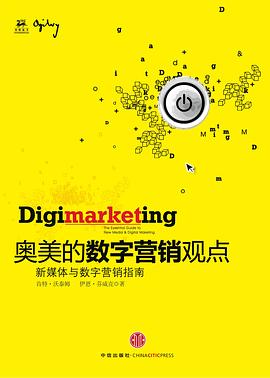 Ogilvy
Digimarketing
The Essential Guide to
New Media & Digital Marketing
奥美的数字营销观点
新媒体与数字营销指南
肯特·沃泰姆 伊恩·芬威克 著
中信出版社·CHINACITICPRESS